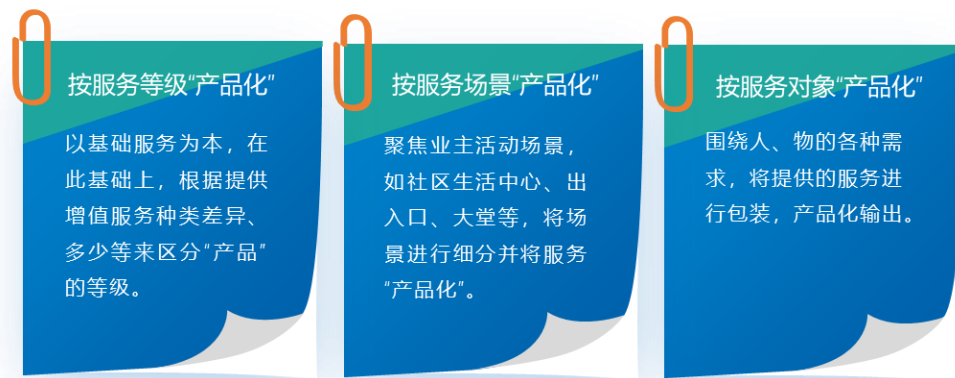 按服务等级“产品化”
以基础服务为本，在
此基础上，根据提供
增值服务种类差异、
多少等来区分“产品”
的等级。
按服务场景“产品化”
聚焦业主活动场景，
如社区生活中心、出
入口、大堂等，将场
景进行细分并将服务
“产品化”。
按服务对象“产品化”
围绕人、物的各种需
求，将提供的服务进
行包装，产品化输出。